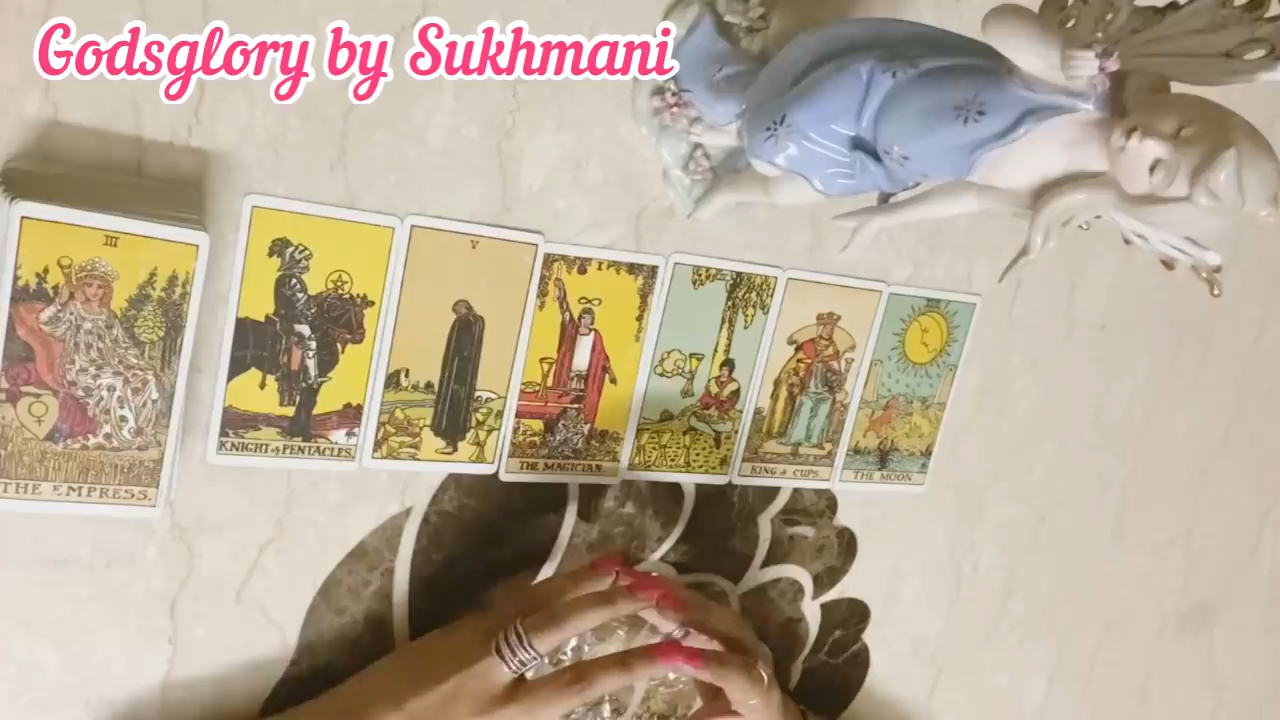 Godsglory by Sukhmani
III
THE EMPRESS.
KNIGHT of PENTACLES.
V
I
THE MAGICIAN.
KING of CUPS.
THE MOON